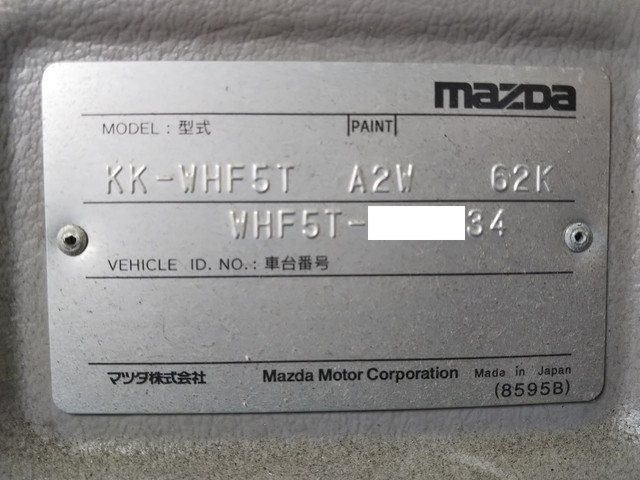 mazda
MODEL : 型式 PAINT
KK-WHF5T A2W 62K
WHF5T- 34
VEHICLE ID. NO. : 車台番号
マツダ株式会社 Mazda Motor Corporation Made in Japan
(8595B)